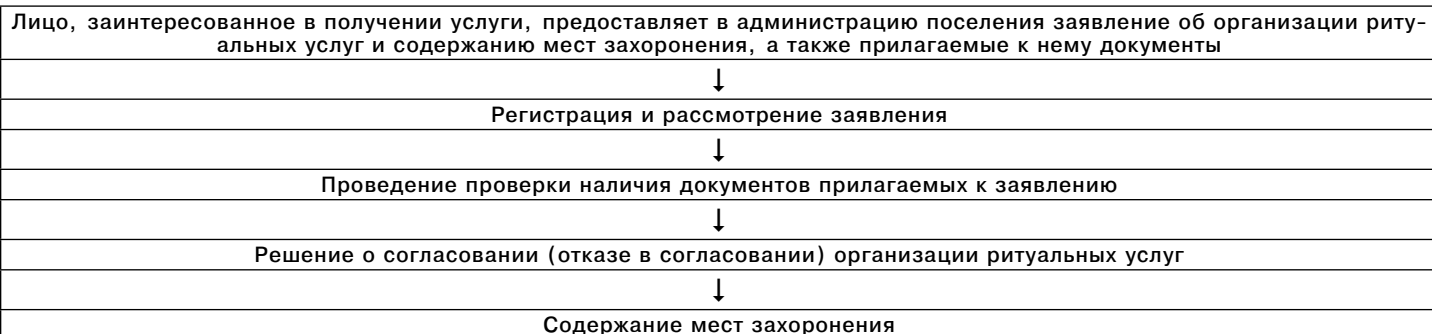 Лицо, заинтересованное в получении услуги, предоставляет в администрацию поселения заявление об организации риту-
альных услуг и содержанию мест захоронения, а также прилагаемые к нему документы
↓
Регистрация и рассмотрение заявления
↓
Проведение проверки наличия документов прилагаемых к заявлению
↓
Решение о согласовании (отказе в согласовании) организации ритуальных услуг
↓
Содержание мест захоронения